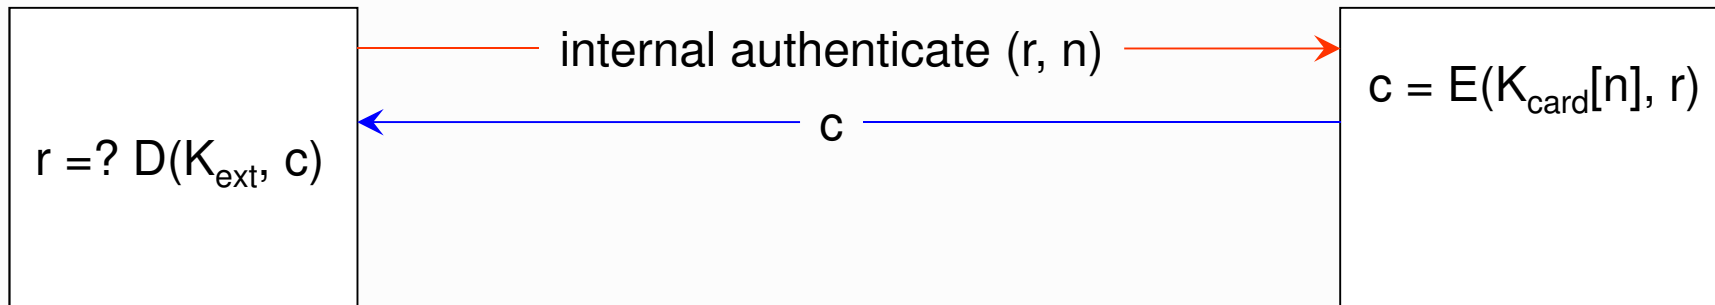 internal authenticate (r, n)
c = E(K_card[n], r)
c
r =? D(K_ext, c)